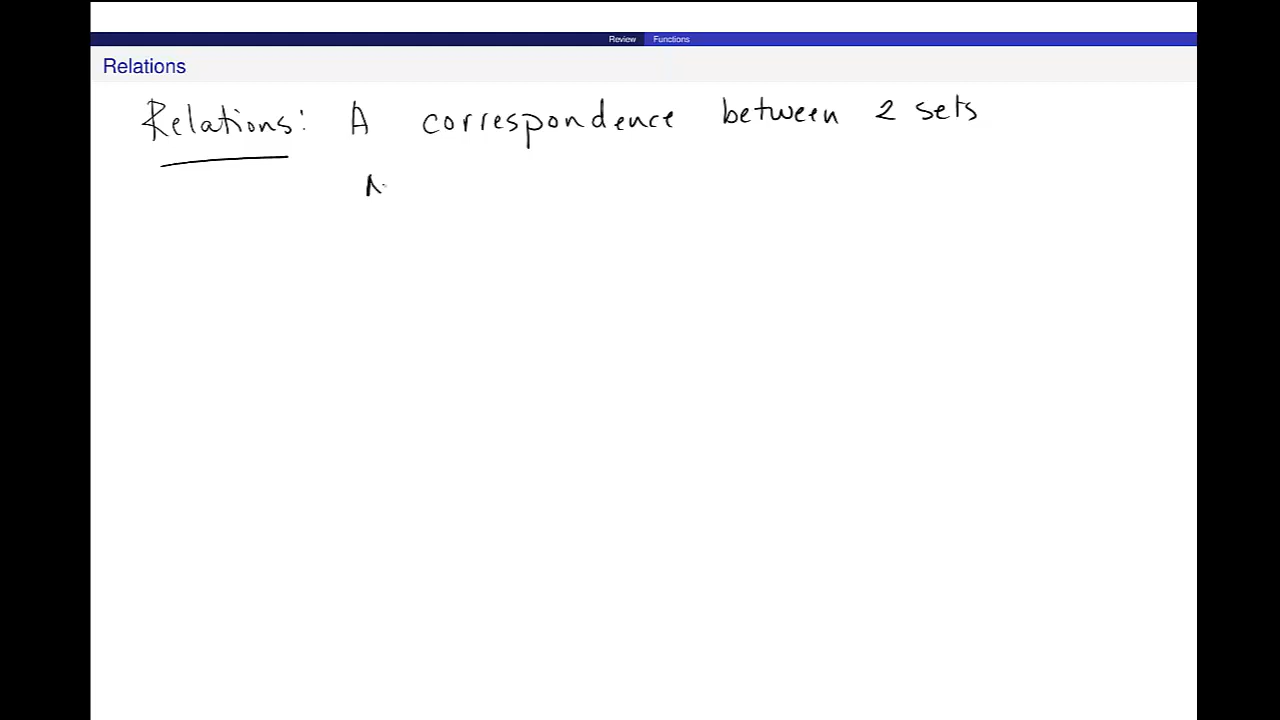 Review Functions
Relations
Relations: A correspondence between 2 sets